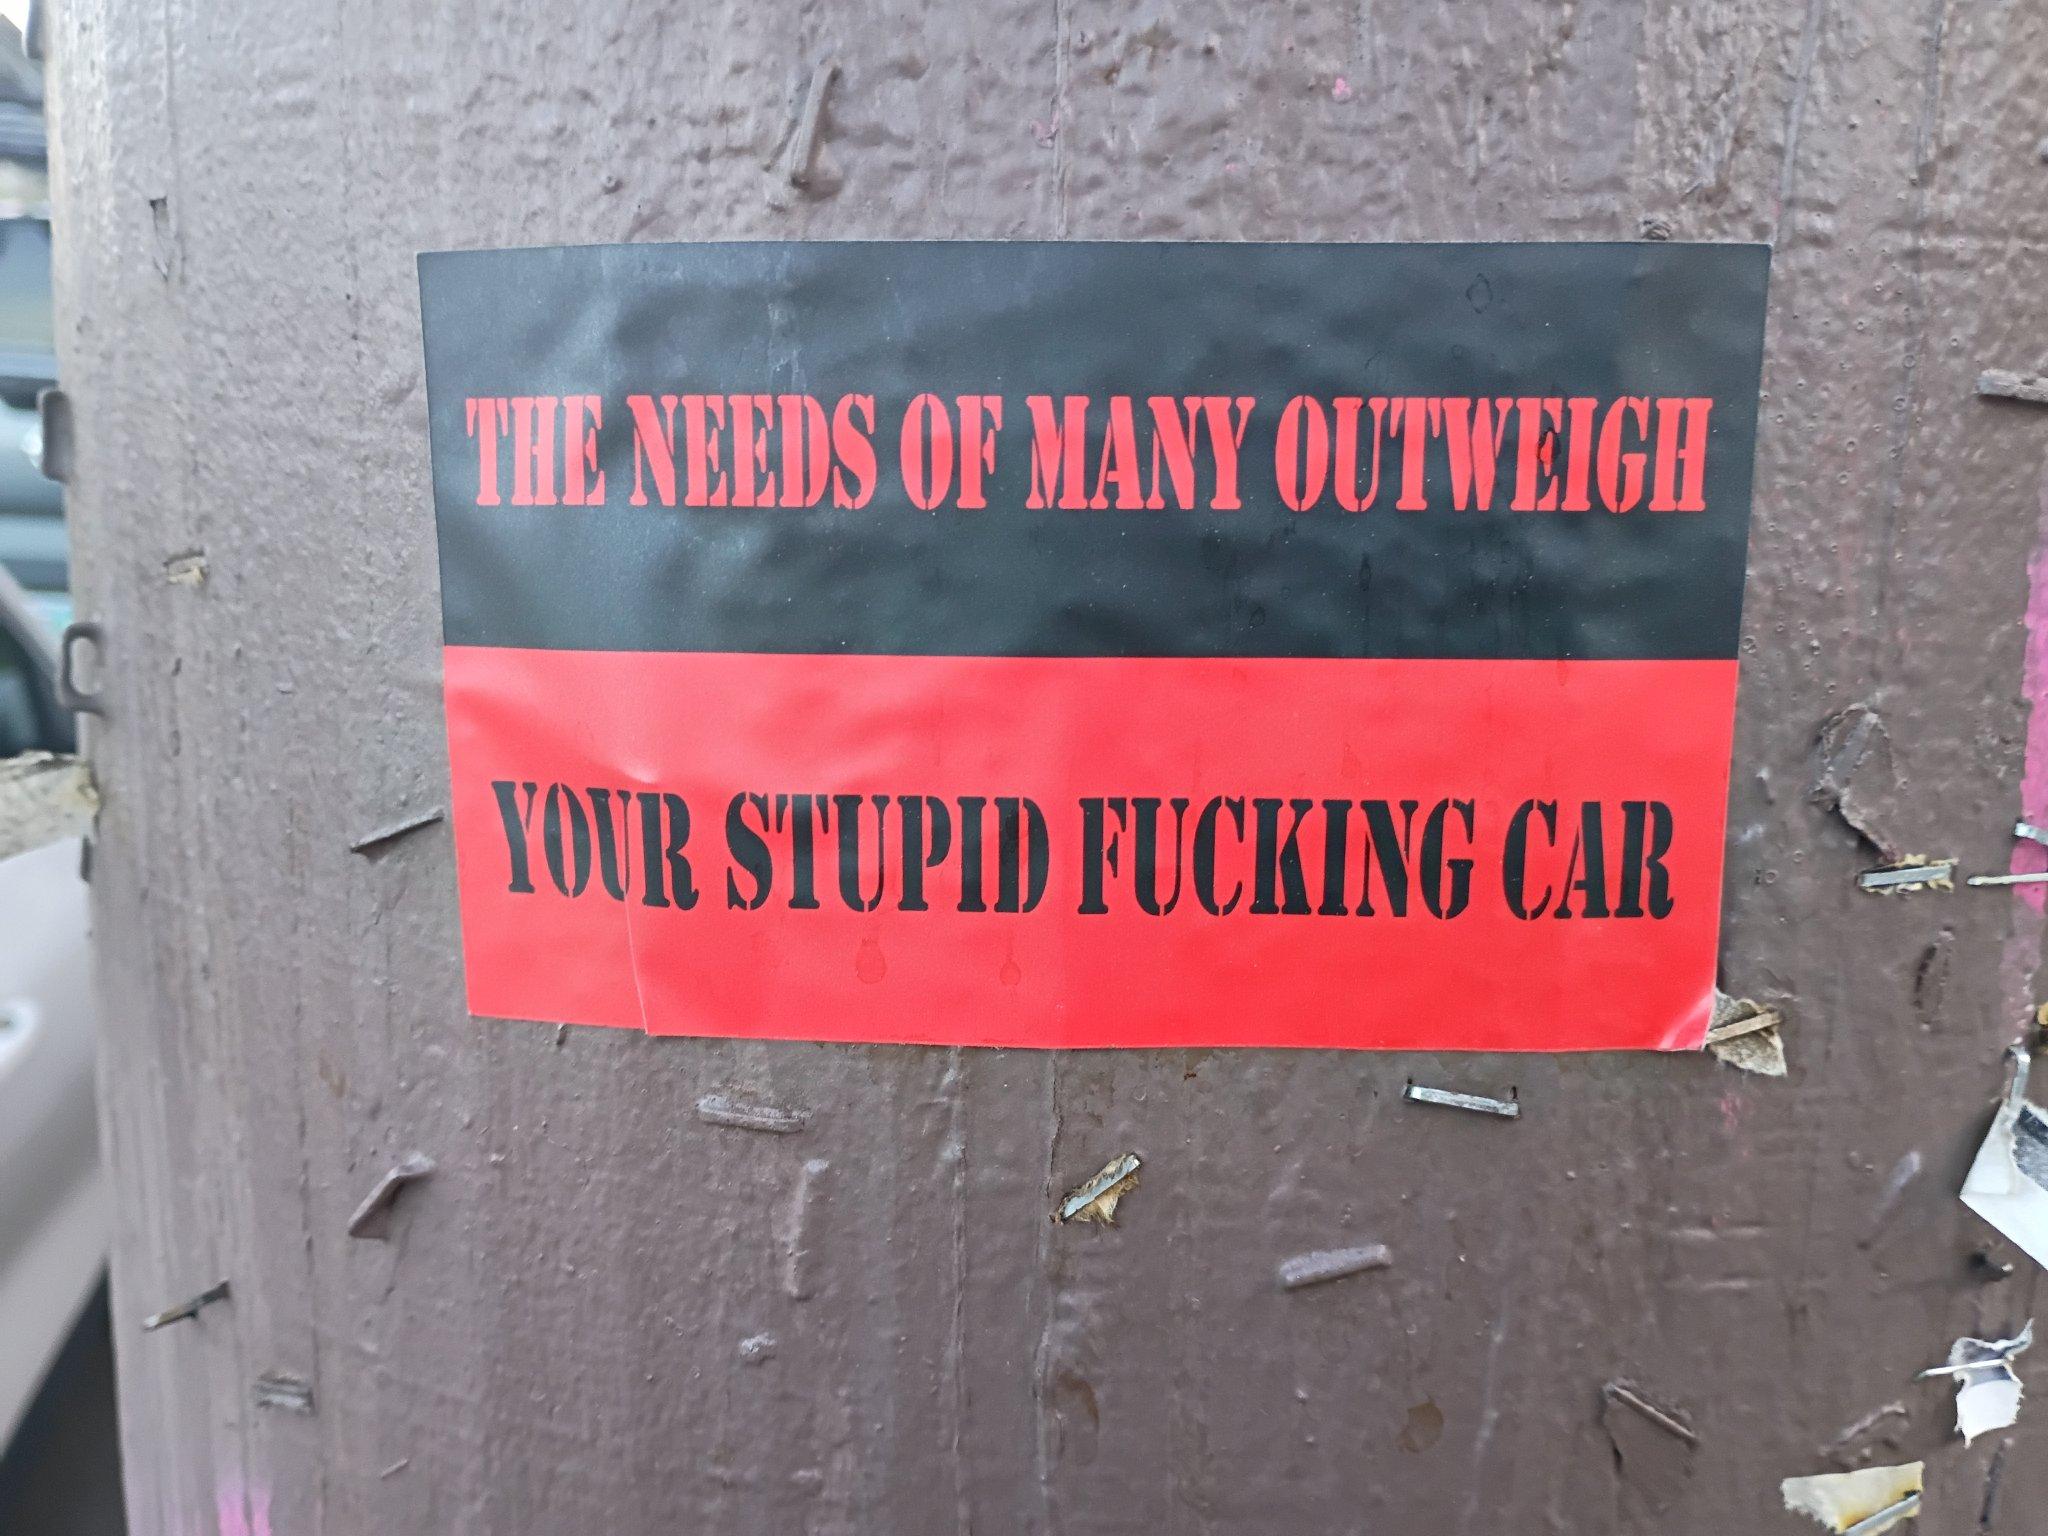 THE NEEDS OF MANY OUTWEIGH
YOUR STUPID FUCKING CAR